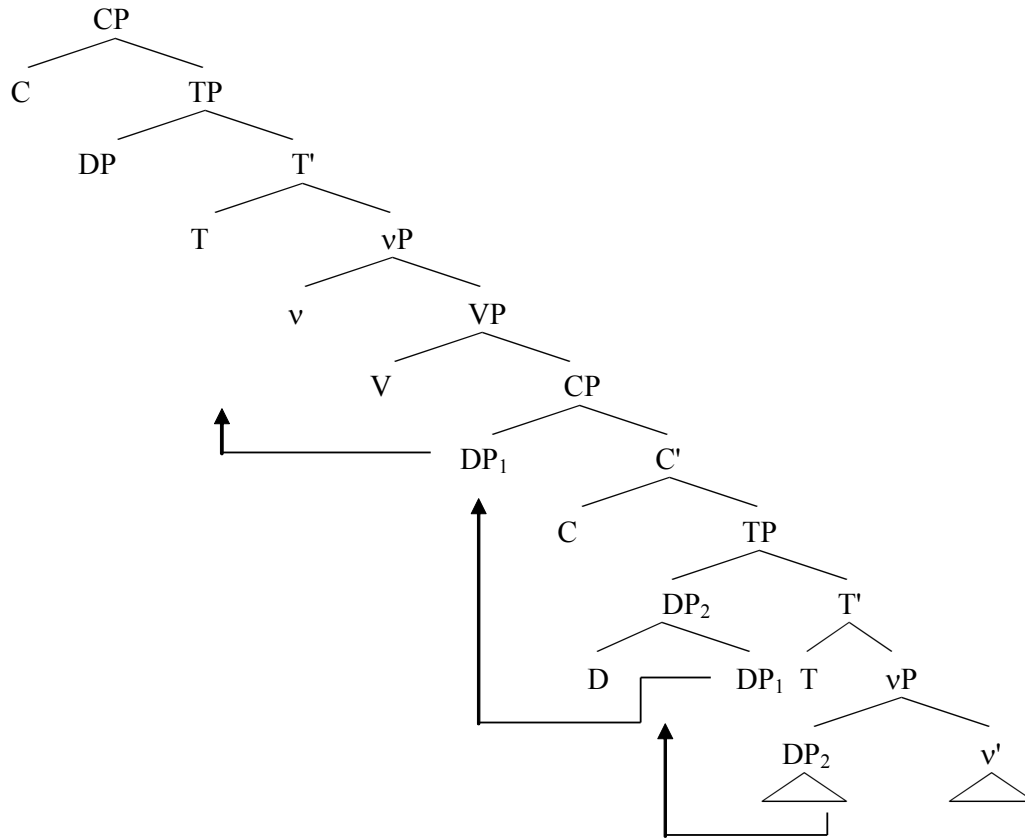 CP
C TP
DP T'
T νP
ν VP
V CP
DP₁ C'
C TP
DP₂ T'
D DP₁ T νP
DP₂ ν'